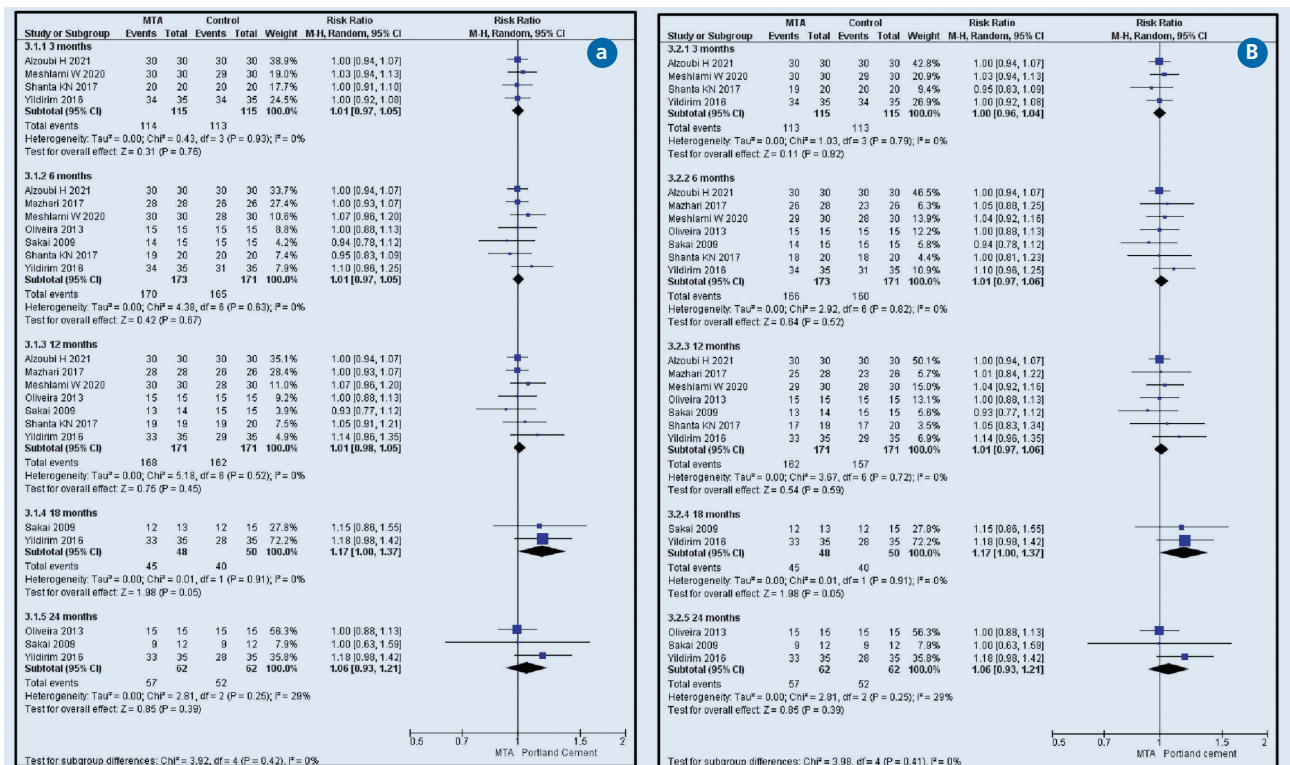 a
MTA Control Risk Ratio Risk Ratio
Study or Subgroup Events Total Events Total Weight M-H, Random, 95% CI M-H, Random, 95% CI
3.1.1 3 months
Alzoubi H 2021 30 30 30 30 38.9% 1.00 [0.94, 1.07]
Meshlami W 2020 30 30 29 30 19.0% 1.03 [0.94, 1.13]
Shanta KN 2017 20 20 20 20 17.7% 1.00 [0.91, 1.10]
Yildirim 2016 34 35 34 35 24.5% 1.00 [0.92, 1.08]
Subtotal (95% CI) 115 115 100.0% 1.01 [0.97, 1.05]
Total events 114 113
Heterogeneity: Tau² = 0.00; Chi² = 0.43, df = 3 (P = 0.93); I² = 0%
Test for overall effect: Z = 0.31 (P = 0.76)
3.1.2 6 months
Alzoubi H 2021 30 30 30 30 33.7% 1.00 [0.94, 1.07]
Mazhari 2017 28 28 26 26 27.4% 1.00 [0.93, 1.07]
Meshlami W 2020 30 30 28 30 10.6% 1.07 [0.96, 1.20]
Oliveira 2013 15 15 15 15 8.8% 1.00 [0.88, 1.13]
Sakai 2009 14 15 15 15 4.2% 0.94 [0.78, 1.12]
Shanta KN 2017 19 20 20 20 7.4% 0.95 [0.83, 1.09]
Yildirim 2016 34 35 31 35 7.9% 1.10 [0.96, 1.25]
Subtotal (95% CI) 173 171 100.0% 1.01 [0.97, 1.05]
Total events 170 165
Heterogeneity: Tau² = 0.00; Chi² = 4.38, df = 6 (P = 0.63); I² = 0%
Test for overall effect: Z = 0.42 (P = 0.67)
3.1.3 12 months
Alzoubi H 2021 30 30 30 30 35.1% 1.00 [0.94, 1.07]
Mazhari 2017 28 28 26 26 28.4% 1.00 [0.93, 1.07]
Meshlami W 2020 30 30 28 30 11.0% 1.07 [0.96, 1.20]
Oliveira 2013 15 15 15 15 9.2% 1.00 [0.88, 1.13]
Sakai 2009 13 14 15 15 3.9% 0.93 [0.77, 1.12]
Shanta KN 2017 19 19 19 20 7.4% 1.05 [0.91, 1.21]
Yildirim 2016 33 35 29 35 4.9% 1.14 [0.96, 1.35]
Subtotal (95% CI) 171 171 100.0% 1.01 [0.98, 1.05]
Total events 168 162
Heterogeneity: Tau² = 0.00; Chi² = 5.18, df = 6 (P = 0.52); I² = 0%
Test for overall effect: Z = 0.75 (P = 0.45)
3.1.4 18 months
Sakai 2009 12 13 12 15 27.8% 1.15 [0.86, 1.55]
Yildirim 2016 33 35 28 35 72.2% 1.18 [0.98, 1.42]
Subtotal (95% CI) 48 50 100.0% 1.17 [1.00, 1.37]
Total events 45 40
Heterogeneity: Tau² = 0.00; Chi² = 0.01, df = 1 (P = 0.91); I² = 0%
Test for overall effect: Z = 1.98 (P = 0.05)
3.1.5 24 months
Oliveira 2013 15 15 15 15 56.3% 1.00 [0.88, 1.13]
Sakai 2009 9 12 9 12 7.9% 1.00 [0.63, 1.59]
Yildirim 2016 33 35 28 35 35.8% 1.18 [0.98, 1.42]
Subtotal (95% CI) 62 62 100.0% 1.06 [0.93, 1.21]
Total events 57 52
Heterogeneity: Tau² = 0.00; Chi² = 2.81, df = 2 (P = 0.25); I² = 29%
Test for overall effect: Z = 0.85 (P = 0.39)
0.5 0.7 1 1.5 2
MTA Portland Cement
Test for subgroup differences: Chi² = 3.92, df = 4 (P = 0.42), I² = 0%
B
MTA Control Risk Ratio Risk Ratio
Study or Subgroup Events Total Events Total Weight M-H, Random, 95% CI M-H, Random, 95% CI
3.2.1 3 months
Alzoubi H 2021 30 30 30 30 42.8% 1.00 [0.94, 1.07]
Meshlami W 2020 30 30 29 30 20.9% 1.03 [0.94, 1.13]
Shanta KN 2017 19 20 20 20 9.4% 0.95 [0.83, 1.09]
Yildirim 2016 34 35 34 35 26.9% 1.00 [0.92, 1.08]
Subtotal (95% CI) 115 115 100.0% 1.00 [0.96, 1.04]
Total events 113 113
Heterogeneity: Tau² = 0.00; Chi² = 1.03, df = 3 (P = 0.79); I² = 0%
Test for overall effect: Z = 0.11 (P = 0.92)
3.2.2 6 months
Alzoubi H 2021 30 30 30 30 46.5% 1.00 [0.94, 1.07]
Mazhari 2017 26 28 23 26 6.3% 1.05 [0.88, 1.25]
Meshlami W 2020 29 30 28 30 13.9% 1.04 [0.92, 1.16]
Oliveira 2013 15 15 15 15 12.2% 1.00 [0.88, 1.13]
Sakai 2009 14 15 15 15 5.8% 0.94 [0.78, 1.12]
Shanta KN 2017 18 20 18 20 4.4% 1.00 [0.81, 1.23]
Yildirim 2016 34 35 31 35 10.9% 1.10 [0.96, 1.25]
Subtotal (95% CI) 173 171 100.0% 1.01 [0.97, 1.06]
Total events 166 160
Heterogeneity: Tau² = 0.00; Chi² = 2.92, df = 6 (P = 0.82); I² = 0%
Test for overall effect: Z = 0.64 (P = 0.52)
3.2.3 12 months
Alzoubi H 2021 30 30 30 30 50.1% 1.00 [0.94, 1.07]
Mazhari 2017 25 28 23 26 6.7% 1.01 [0.84, 1.22]
Meshlami W 2020 29 30 28 30 15.0% 1.04 [0.92, 1.16]
Oliveira 2013 15 15 15 15 13.1% 1.00 [0.88, 1.13]
Sakai 2009 13 14 15 15 5.6% 0.93 [0.77, 1.12]
Shanta KN 2017 17 19 17 20 3.5% 1.05 [0.83, 1.34]
Yildirim 2016 33 35 29 35 6.9% 1.14 [0.96, 1.35]
Subtotal (95% CI) 171 171 100.0% 1.01 [0.97, 1.06]
Total events 162 157
Heterogeneity: Tau² = 0.00; Chi² = 3.67, df = 6 (P = 0.72); I² = 0%
Test for overall effect: Z = 0.54 (P = 0.59)
3.2.4 18 months
Sakai 2009 12 13 12 15 27.8% 1.15 [0.86, 1.55]
Yildirim 2016 33 35 28 35 72.2% 1.18 [0.98, 1.42]
Subtotal (95% CI) 48 50 100.0% 1.17 [1.00, 1.37]
Total events 45 40
Heterogeneity: Tau² = 0.00; Chi² = 0.01, df = 1 (P = 0.91); I² = 0%
Test for overall effect: Z = 1.98 (P = 0.05)
3.2.5 24 months
Oliveira 2013 15 15 15 15 56.3% 1.00 [0.88, 1.13]
Sakai 2009 9 12 9 12 7.9% 1.00 [0.63, 1.59]
Yildirim 2016 33 35 28 35 35.8% 1.18 [0.98, 1.42]
Subtotal (95% CI) 62 62 100.0% 1.06 [0.93, 1.21]
Total events 57 52
Heterogeneity: Tau² = 0.00; Chi² = 2.81, df = 2 (P = 0.25); I² = 29%
Test for overall effect: Z = 0.85 (P = 0.39)
0.5 0.7 1 1.5 2
MTA Portland cement
Test for subgroup differences: Chi² = 3.98, df = 4 (P = 0.41), I² = 0%